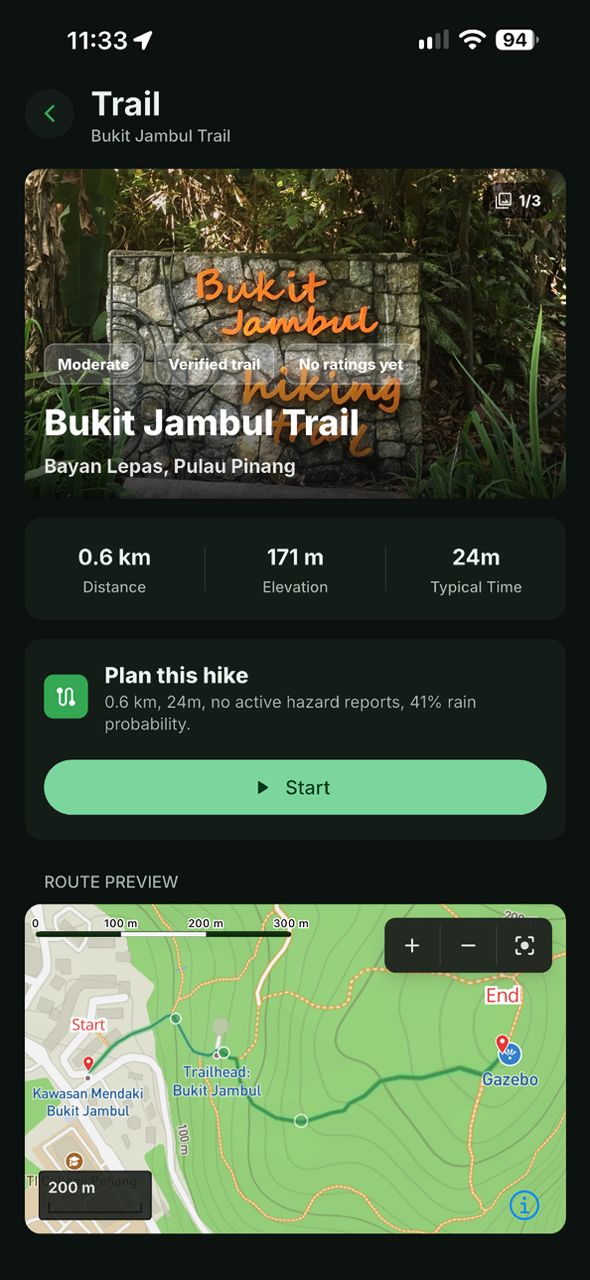 11:33
94
Trail
Bukit Jambul Trail
1/3
Bukit
Jambul
hiking
trail
Moderate
Verified trail
No ratings yet
Bukit Jambul Trail
Bayan Lepas, Pulau Pinang
0.6 km
171 m
24m
Distance
Elevation
Typical Time
Plan this hike
0.6 km, 24m, no active hazard reports, 41% rain
probability.
Start
ROUTE PREVIEW
0
100 m
200 m
300 m
200
+
−
End
Start
Trailhead:
Bukit Jambul
Gazebo
Kawasan Mendaki
Bukit Jambul
100 m
Penang
200 m
i